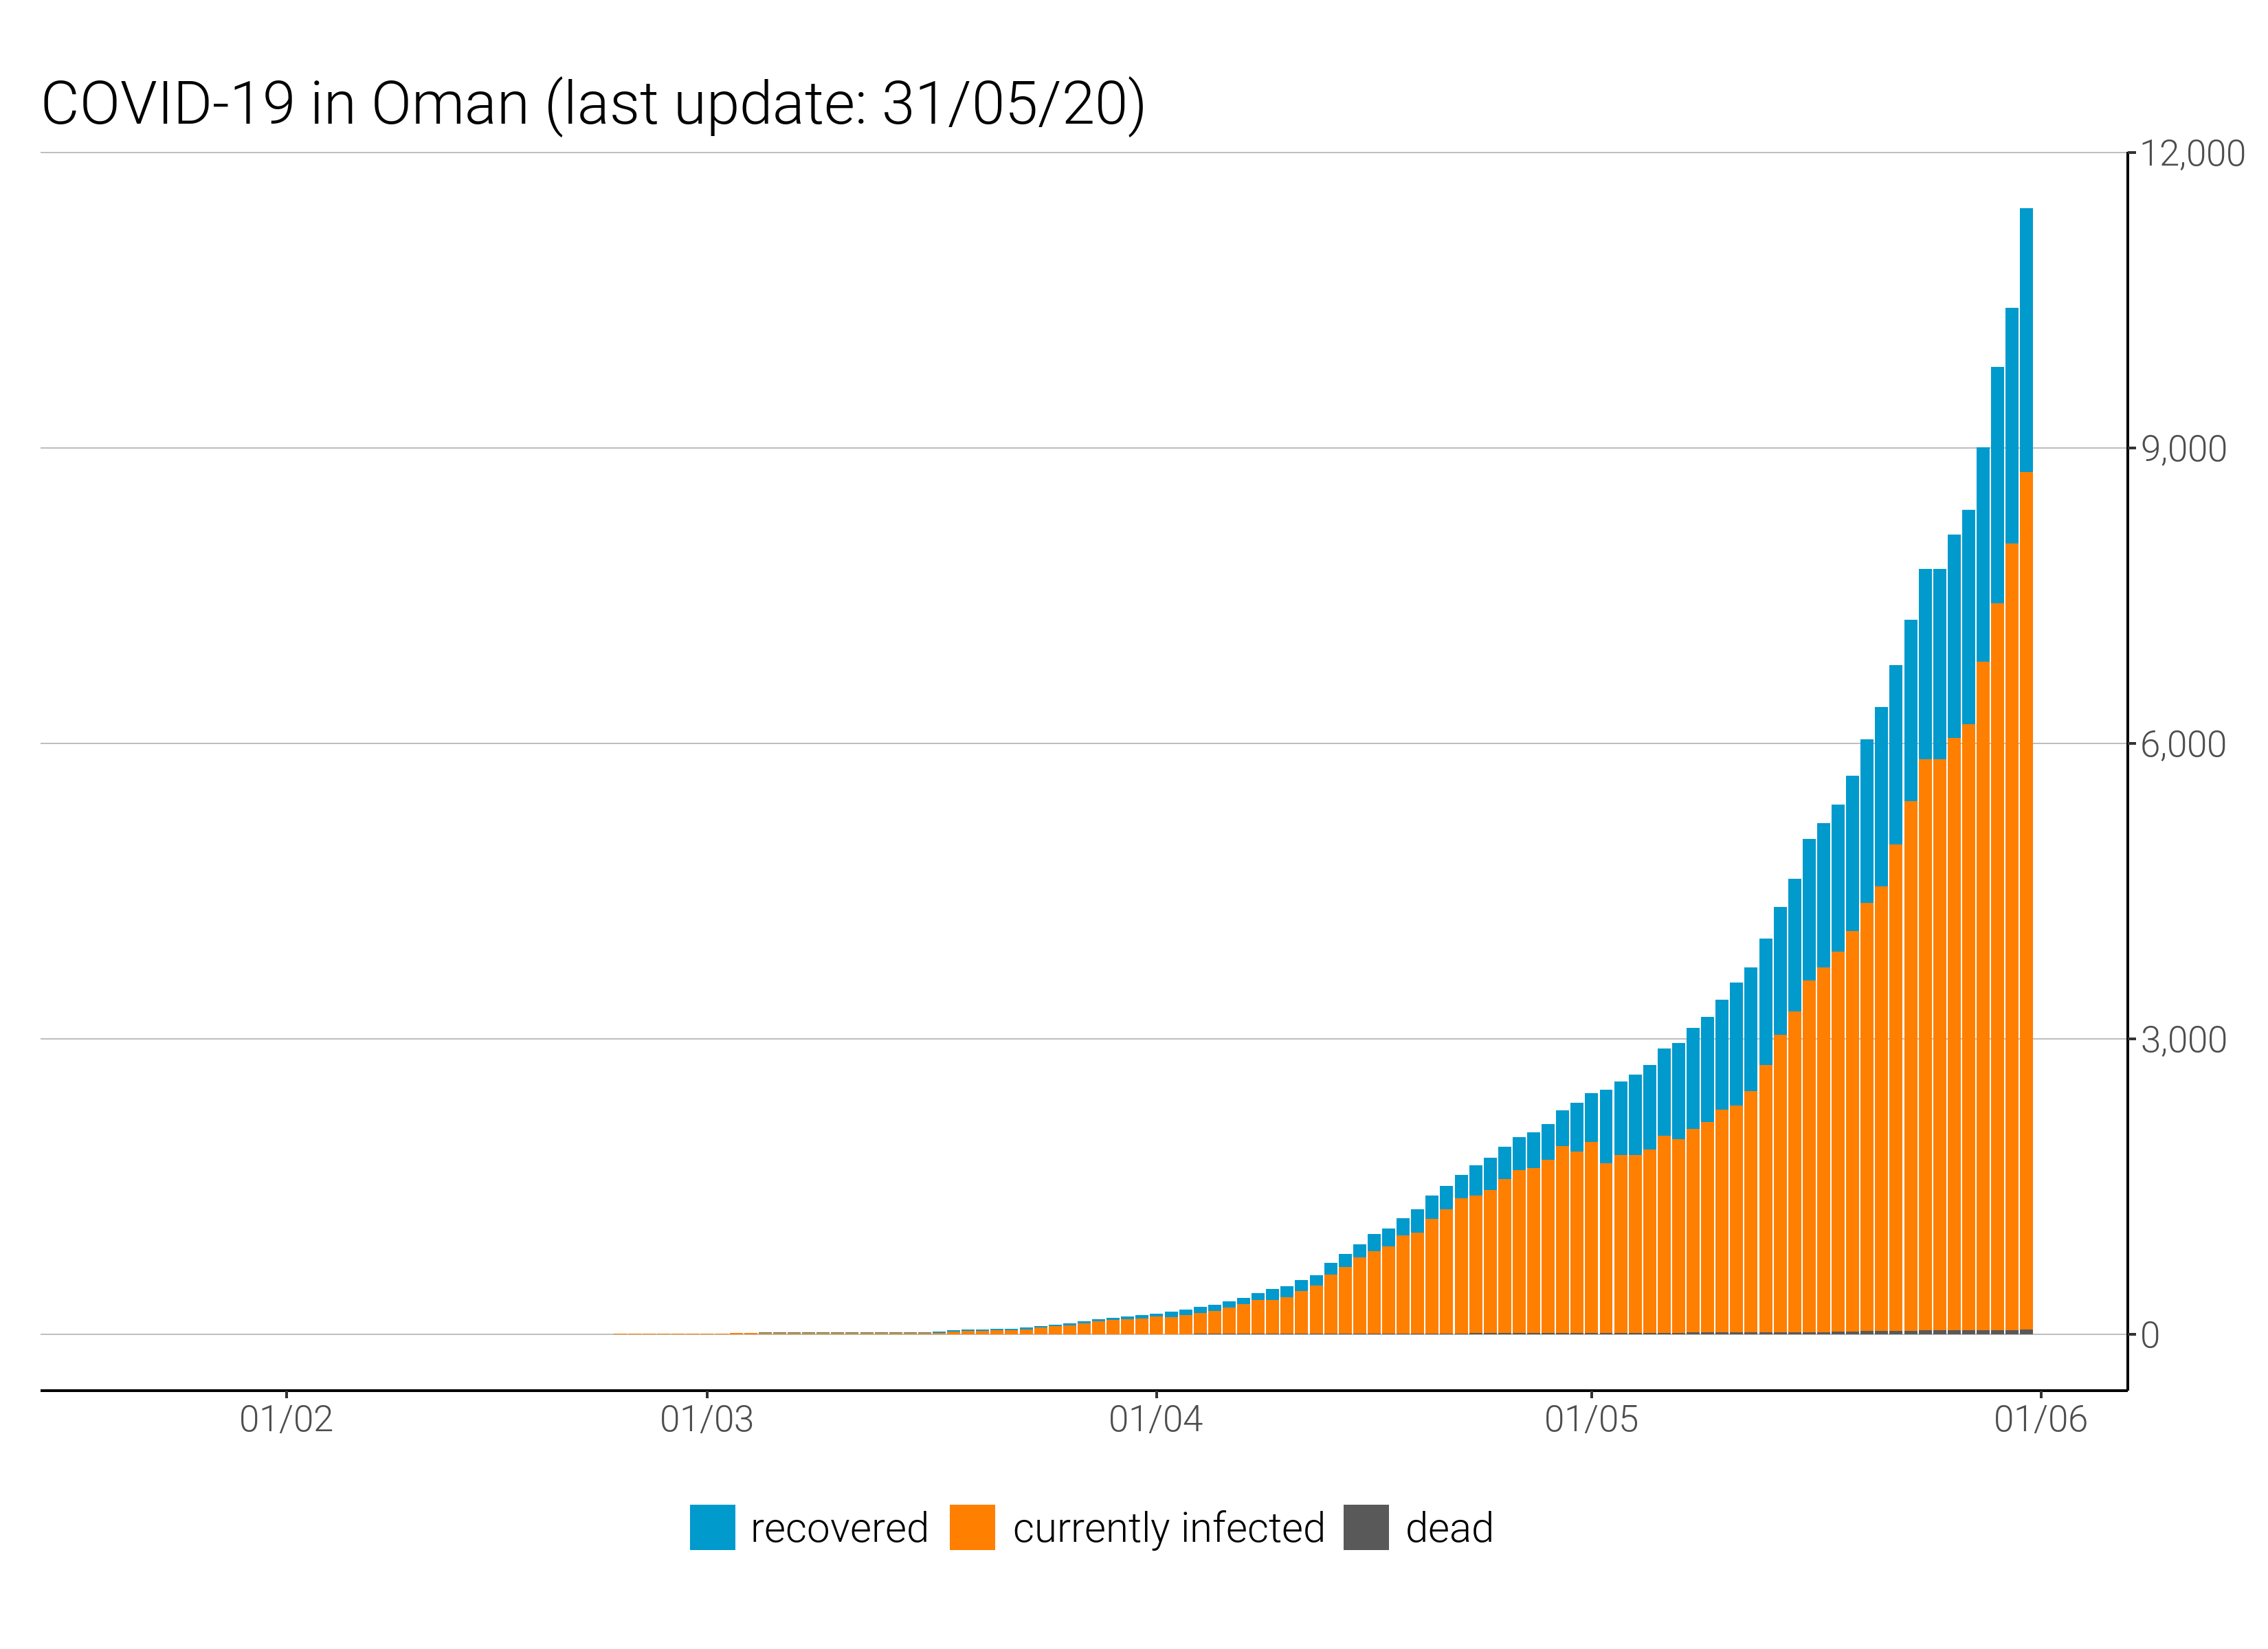 COVID-19 in Oman (last update: 31/05/20)
12,000
9,000
6,000
3,000
0
01/02 01/03 01/04 01/05 01/06
recovered currently infected dead